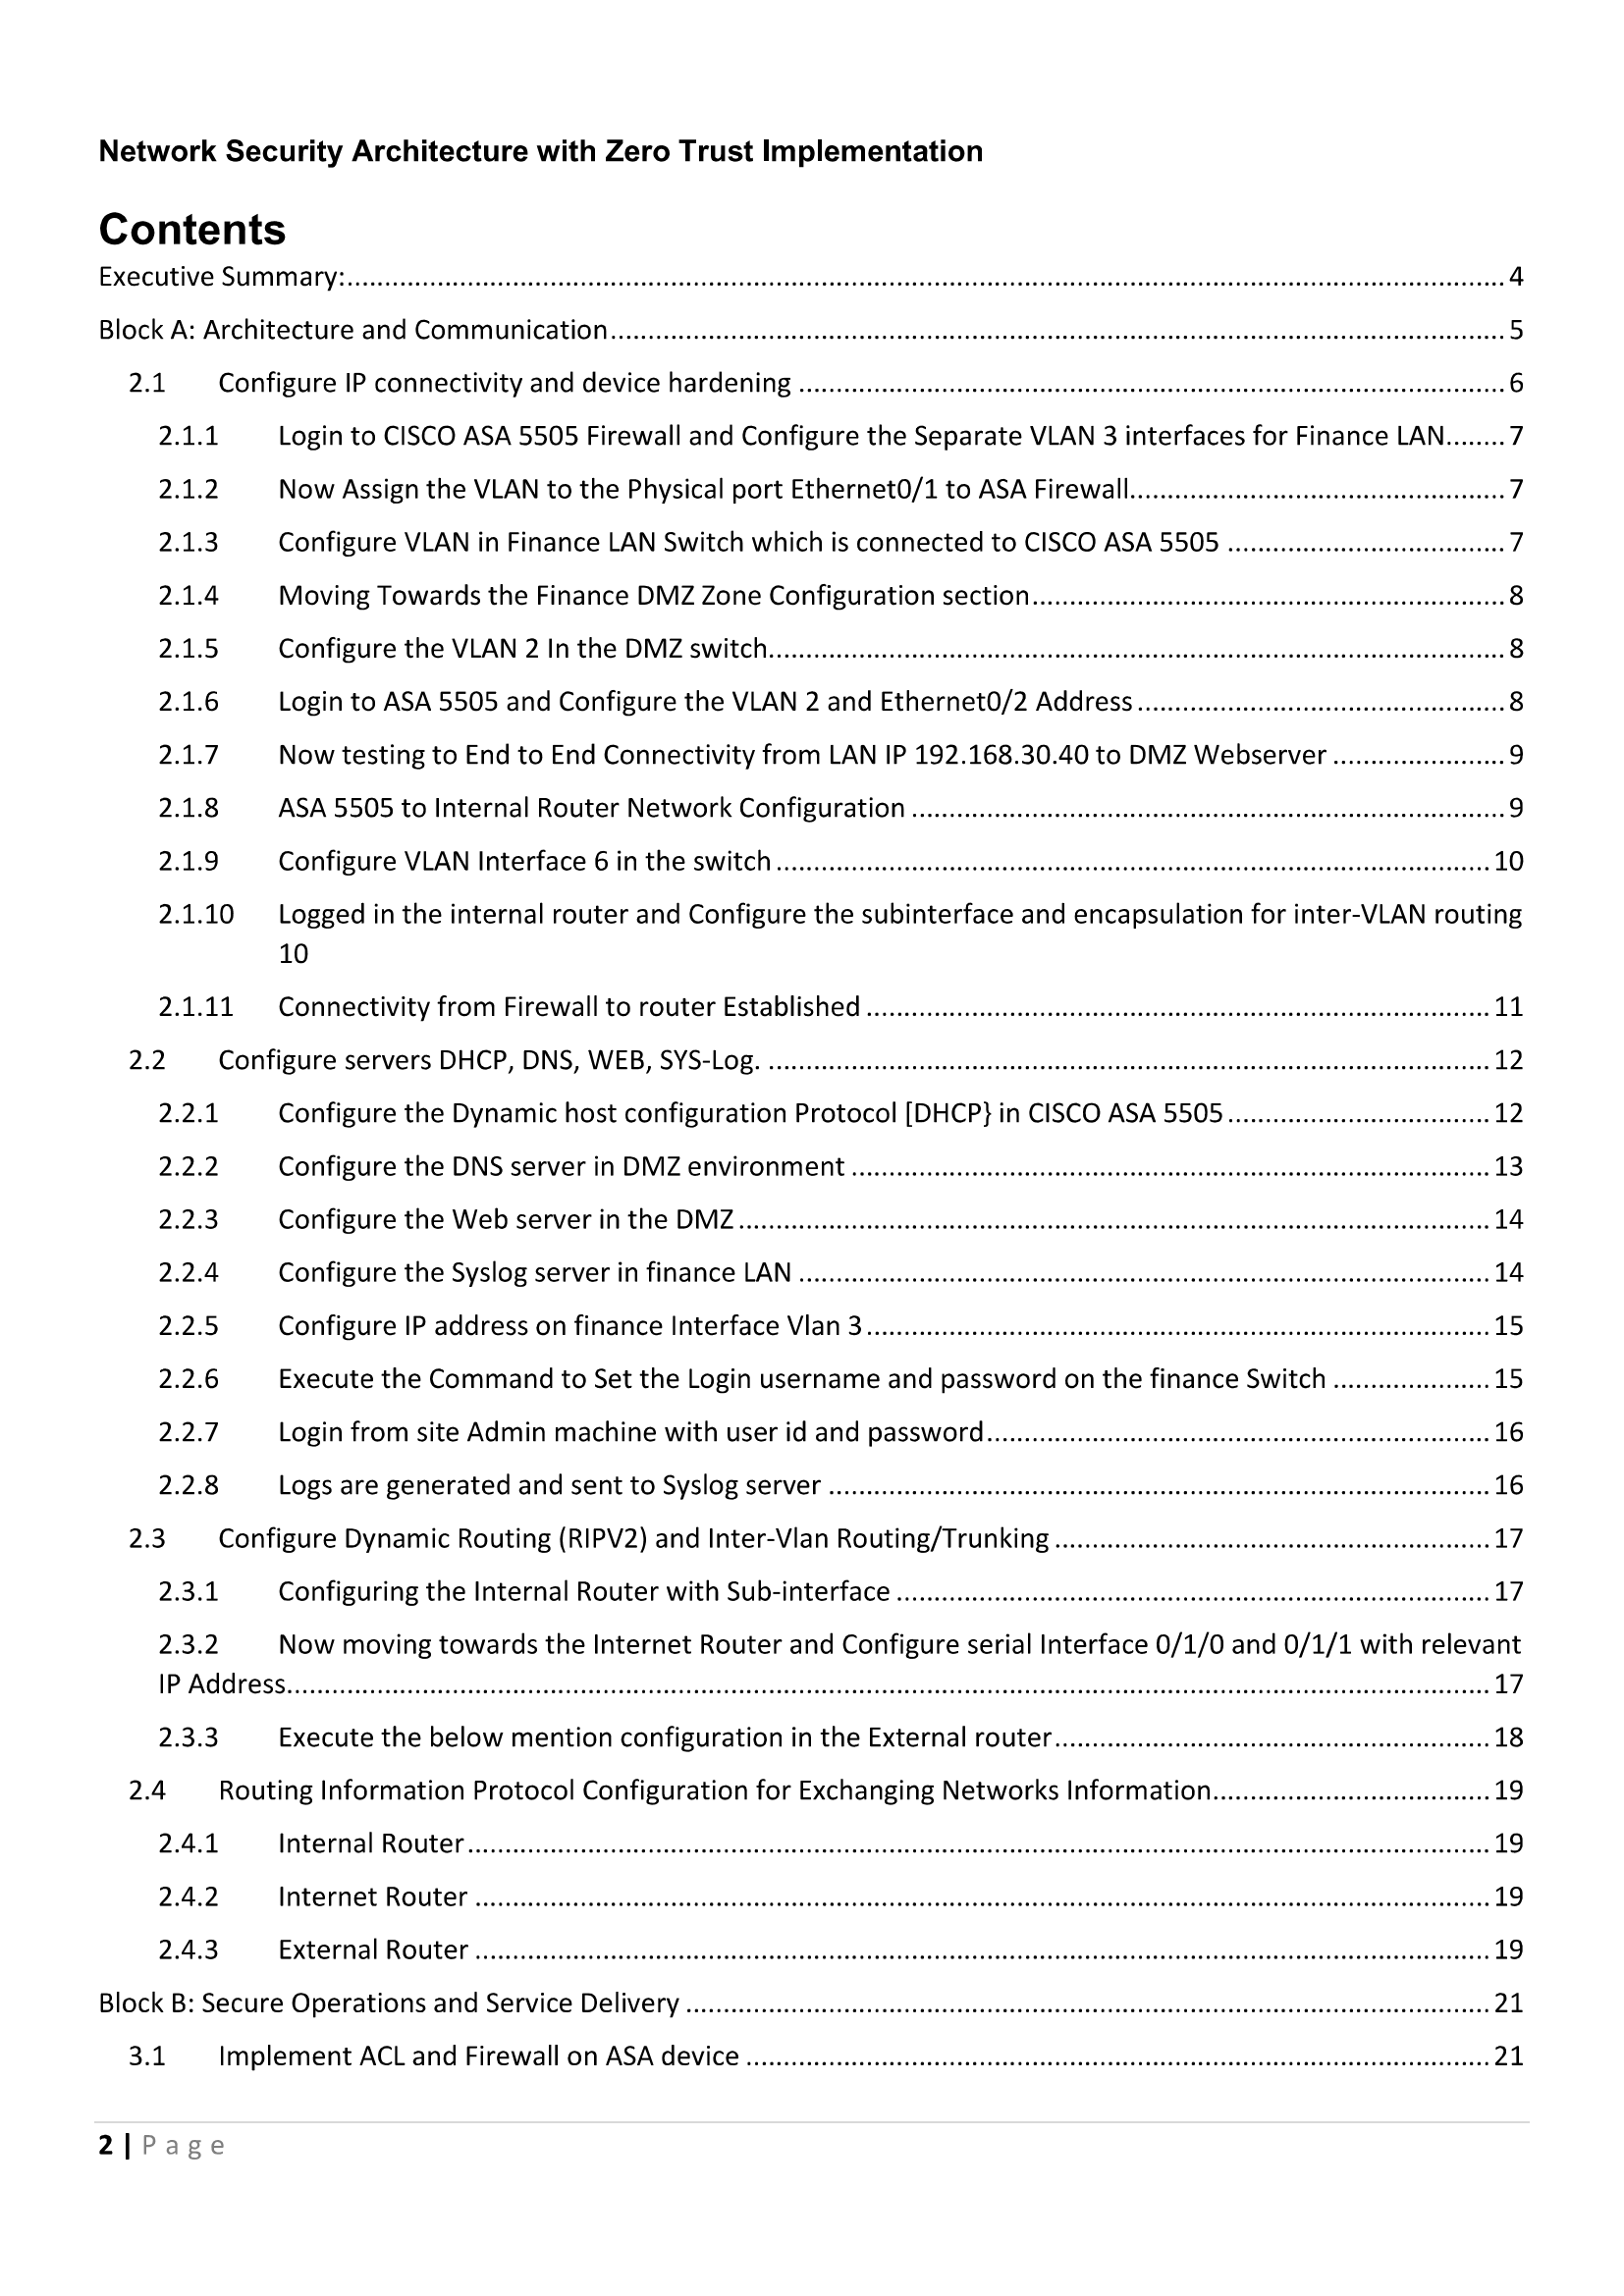 Network Security Architecture with Zero Trust Implementation
Contents
Executive Summary: 4
Block A: Architecture and Communication 5
2.1 Configure IP connectivity and device hardening 6
2.1.1 Login to CISCO ASA 5505 Firewall and Configure the Separate VLAN 3 interfaces for Finance LAN 7
2.1.2 Now Assign the VLAN to the Physical port Ethernet0/1 to ASA Firewall 7
2.1.3 Configure VLAN in Finance LAN Switch which is connected to CISCO ASA 5505 7
2.1.4 Moving Towards the Finance DMZ Zone Configuration section 8
2.1.5 Configure the VLAN 2 In the DMZ switch 8
2.1.6 Login to ASA 5505 and Configure the VLAN 2 and Ethernet0/2 Address 8
2.1.7 Now testing to End to End Connectivity from LAN IP 192.168.30.40 to DMZ Webserver 9
2.1.8 ASA 5505 to Internal Router Network Configuration 9
2.1.9 Configure VLAN Interface 6 in the switch 10
2.1.10 Logged in the internal router and Configure the subinterface and encapsulation for inter-VLAN routing
10
2.1.11 Connectivity from Firewall to router Established 11
2.2 Configure servers DHCP, DNS, WEB, SYS-Log. 12
2.2.1 Configure the Dynamic host configuration Protocol [DHCP} in CISCO ASA 5505 12
2.2.2 Configure the DNS server in DMZ environment 13
2.2.3 Configure the Web server in the DMZ 14
2.2.4 Configure the Syslog server in finance LAN 14
2.2.5 Configure IP address on finance Interface Vlan 3 15
2.2.6 Execute the Command to Set the Login username and password on the finance Switch 15
2.2.7 Login from site Admin machine with user id and password 16
2.2.8 Logs are generated and sent to Syslog server 16
2.3 Configure Dynamic Routing (RIPV2) and Inter-Vlan Routing/Trunking 17
2.3.1 Configuring the Internal Router with Sub-interface 17
2.3.2 Now moving towards the Internet Router and Configure serial Interface 0/1/0 and 0/1/1 with relevant
IP Address 17
2.3.3 Execute the below mention configuration in the External router 18
2.4 Routing Information Protocol Configuration for Exchanging Networks Information 19
2.4.1 Internal Router 19
2.4.2 Internet Router 19
2.4.3 External Router 19
Block B: Secure Operations and Service Delivery 21
3.1 Implement ACL and Firewall on ASA device 21
2 | Page